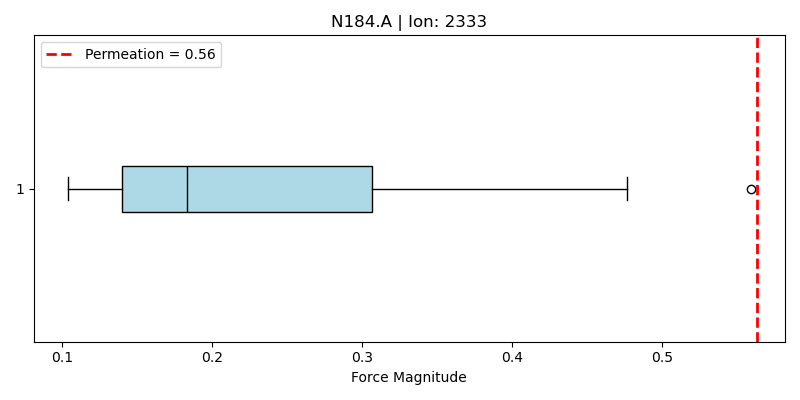 N184.A | Ion: 2333
Permeation = 0.56
1
0.1 0.2 0.3 0.4 0.5
Force Magnitude